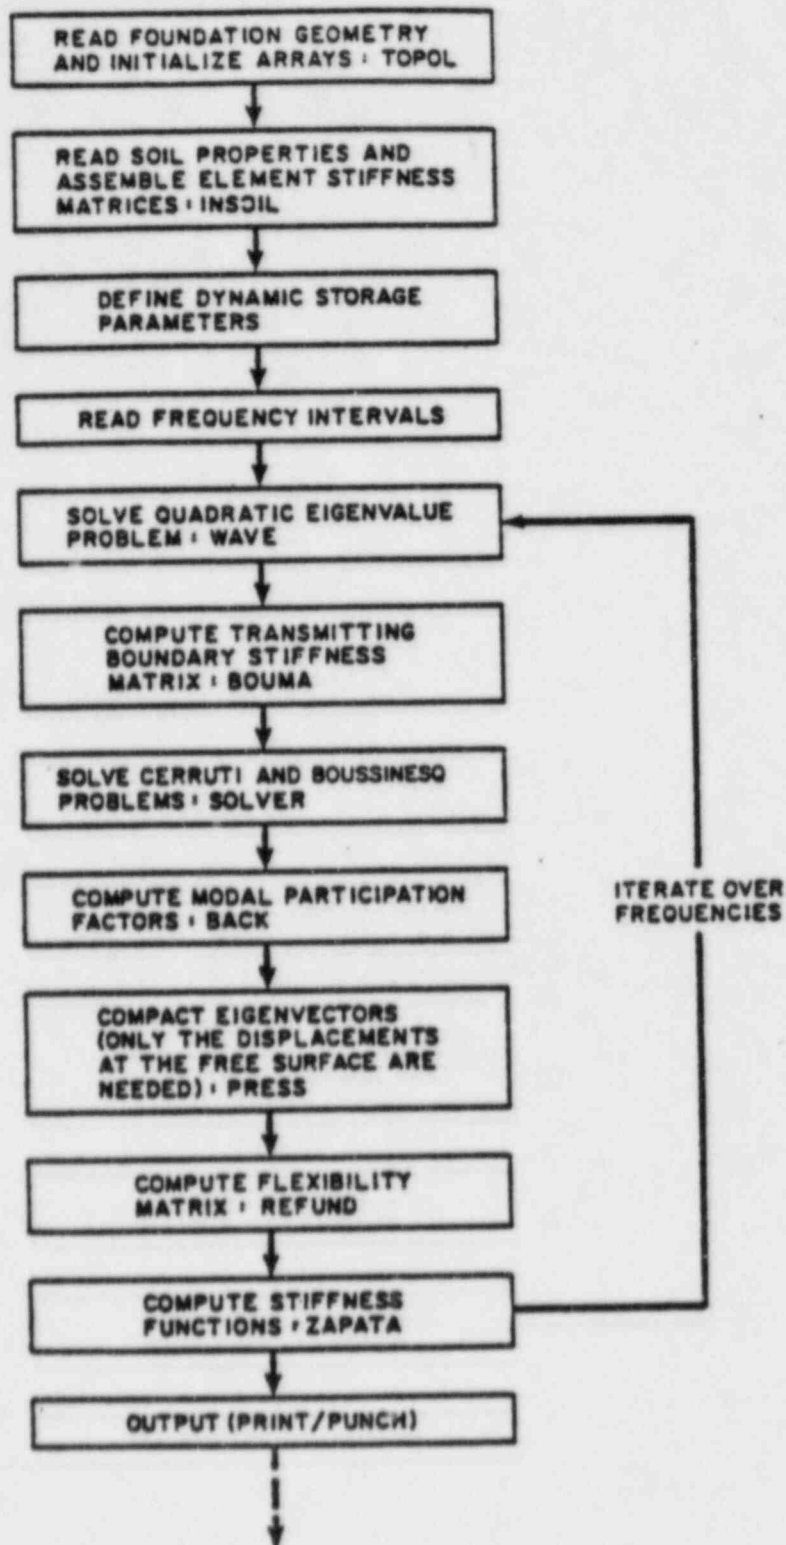 READ FOUNDATION GEOMETRY
AND INITIALIZE ARRAYS : TOPOL
READ SOIL PROPERTIES AND
ASSEMBLE ELEMENT STIFFNESS
MATRICES : INSOIL
DEFINE DYNAMIC STORAGE
PARAMETERS
READ FREQUENCY INTERVALS
SOLVE QUADRATIC EIGENVALUE
PROBLEM : WAVE
COMPUTE TRANSMITTING
BOUNDARY STIFFNESS
MATRIX : BOUMA
SOLVE CERRUTI AND BOUSSINESQ
PROBLEMS : SOLVER
COMPUTE MODAL PARTICIPATION
FACTORS : BACK
ITERATE OVER
FREQUENCIES
COMPACT EIGENVECTORS
(ONLY THE DISPLACEMENTS
AT THE FREE SURFACE ARE
NEEDED) : PRESS
COMPUTE FLEXIBILITY
MATRIX : REFUND
COMPUTE STIFFNESS
FUNCTIONS : ZAPATA
OUTPUT (PRINT/PUNCH)